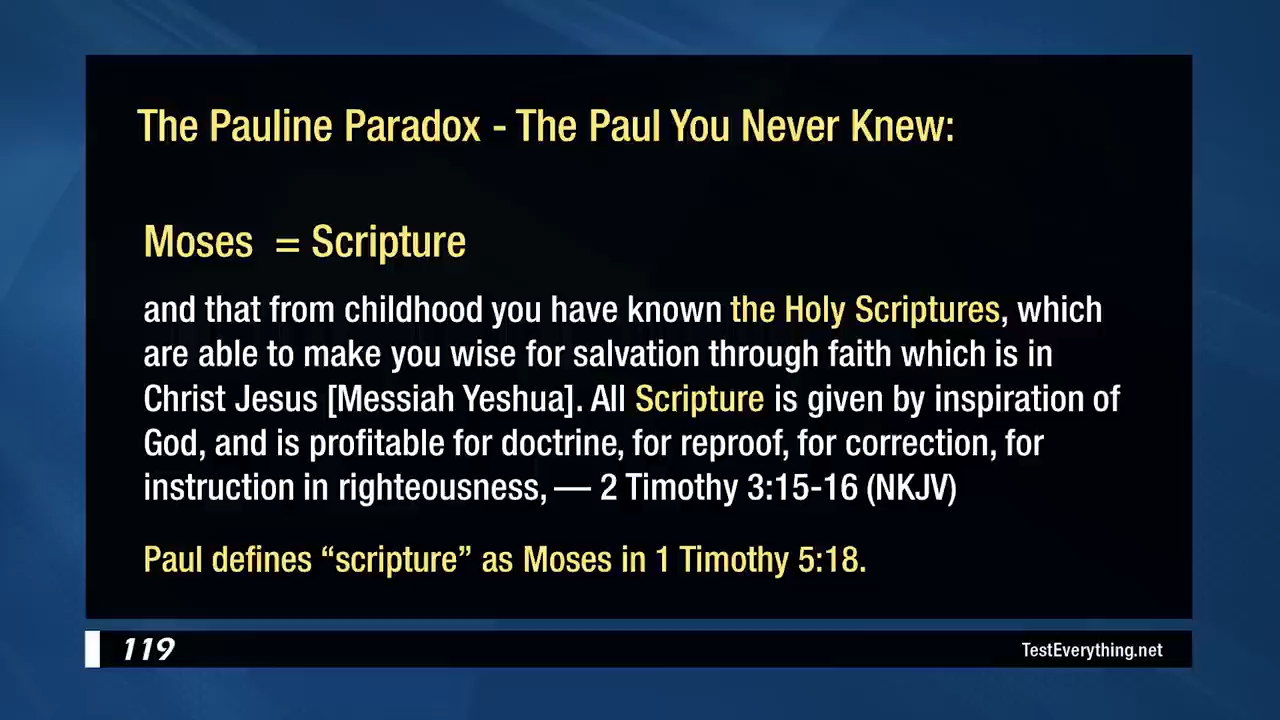 The Pauline Paradox - The Paul You Never Knew:
Moses = Scripture
and that from childhood you have known the Holy Scriptures, which
are able to make you wise for salvation through faith which is in
Christ Jesus [Messiah Yeshua]. All Scripture is given by inspiration of
God, and is profitable for doctrine, for reproof, for correction, for
instruction in righteousness, — 2 Timothy 3:15-16 (NKJV)
Paul defines “scripture” as Moses in 1 Timothy 5:18.
119
TestEverything.net